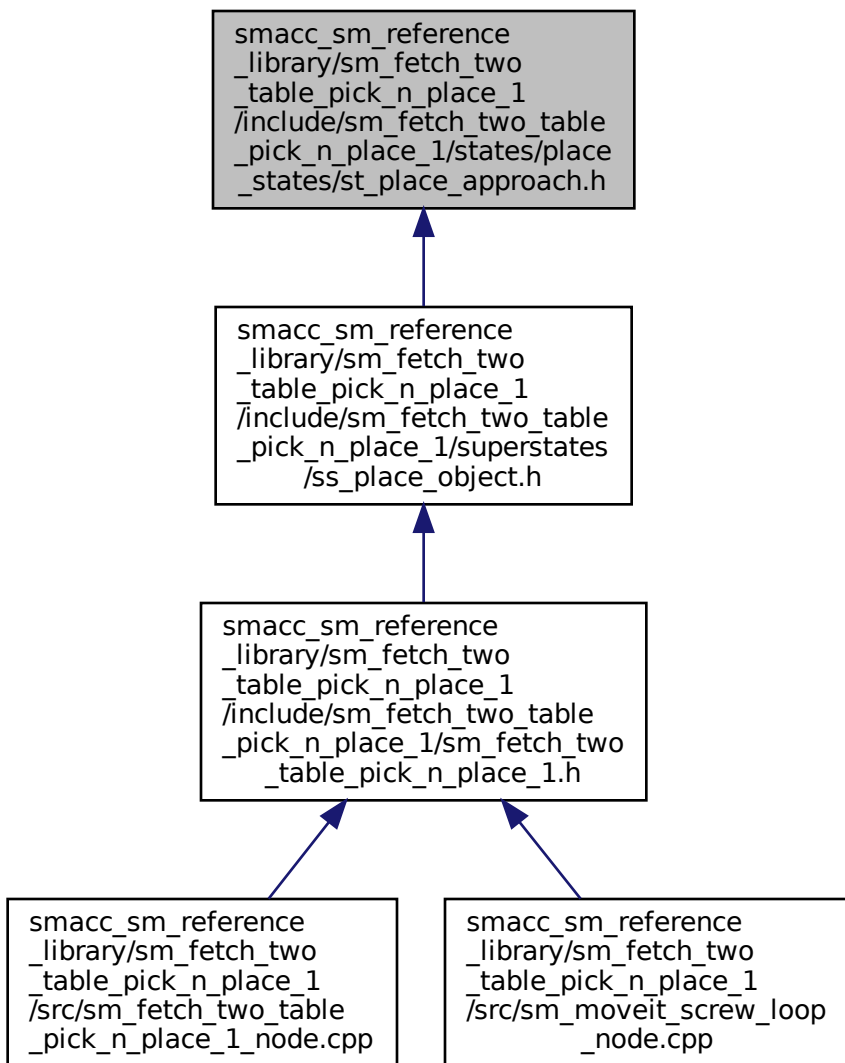 smacc_sm_reference
_library/sm_fetch_two
_table_pick_n_place_1
/include/sm_fetch_two_table
_pick_n_place_1/states/place
_states/st_place_approach.h
smacc_sm_reference
_library/sm_fetch_two
_table_pick_n_place_1
/include/sm_fetch_two_table
_pick_n_place_1/superstates
/ss_place_object.h
smacc_sm_reference
_library/sm_fetch_two
_table_pick_n_place_1
/include/sm_fetch_two_table
_pick_n_place_1/sm_fetch_two
_table_pick_n_place_1.h
smacc_sm_reference
_library/sm_fetch_two
_table_pick_n_place_1
/src/sm_fetch_two_table
_pick_n_place_1_node.cpp
smacc_sm_reference
_library/sm_fetch_two
_table_pick_n_place_1
/src/sm_moveit_screw_loop
_node.cpp